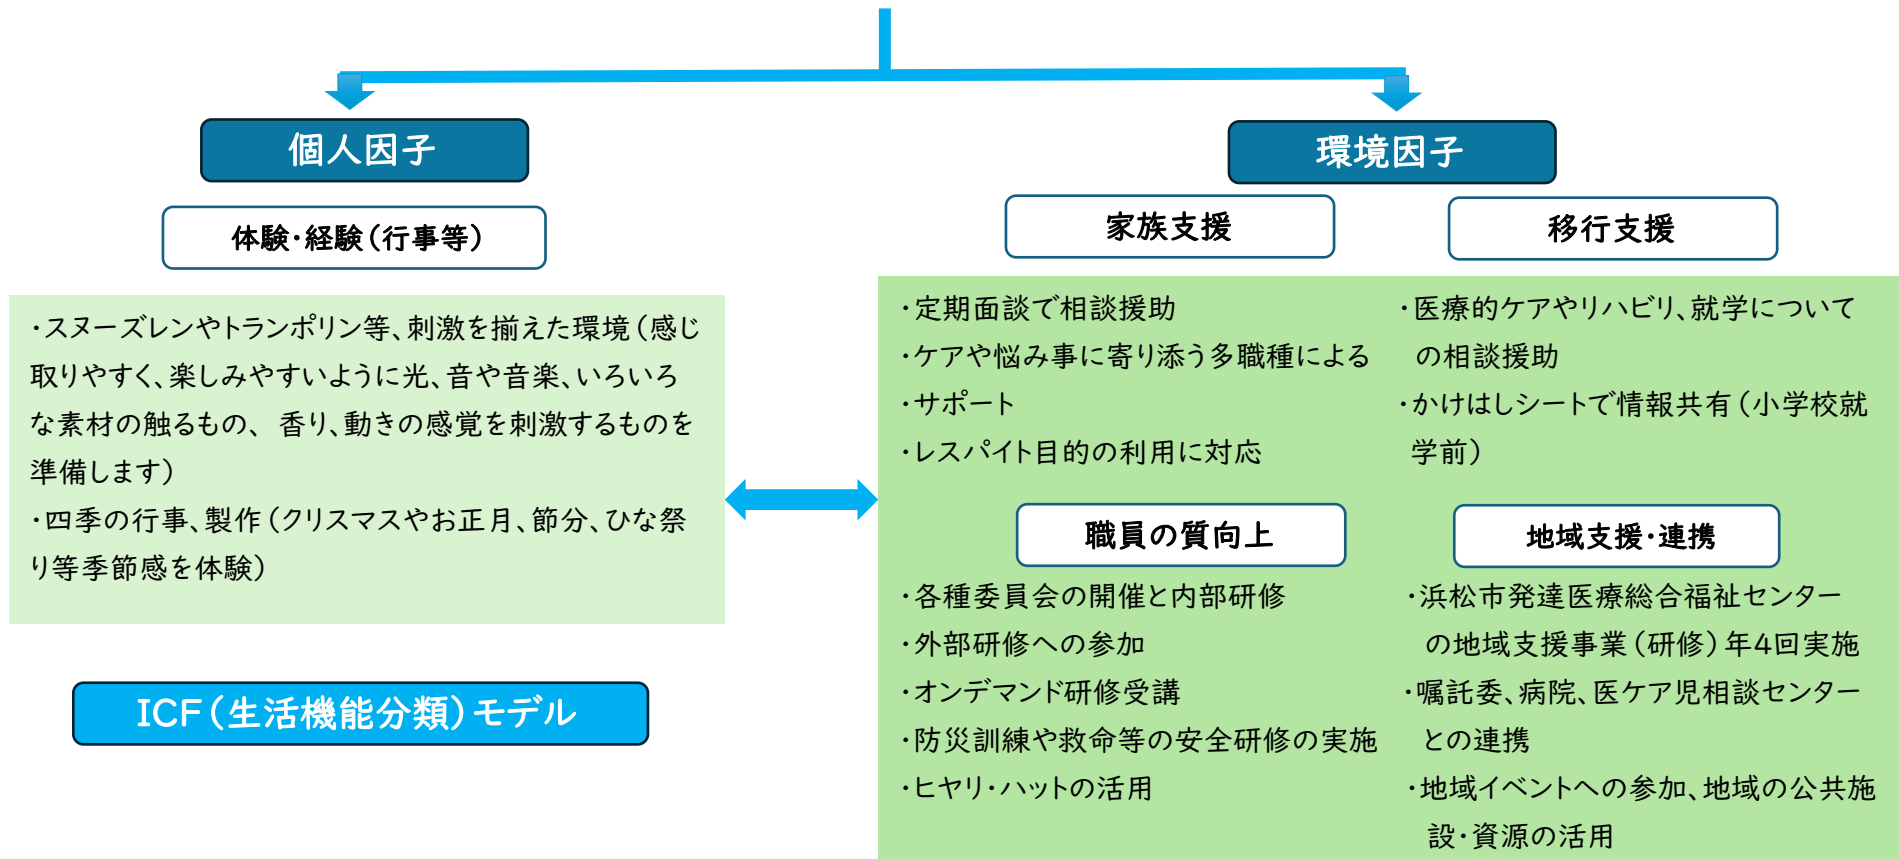 個人因子
体験・経験（行事等）
・スヌーズレンやトランポリン等、刺激を揃えた環境（感じ
取りやすく、楽しみやすいように光、音や音楽、いろいろ
な素材の触るもの、香り、動きの感覚を刺激するものを
準備します）
・四季の行事、製作（クリスマスやお正月、節分、ひな祭
り等季節感を体験）
ICF（生活機能分類）モデル
環境因子
家族支援
・定期面談で相談援助
・ケアや悩み事に寄り添う多職種による
・サポート
・レスパイト目的の利用に対応
移行支援
・医療的ケアやリハビリ、就学について
の相談援助
・かけはしシートで情報共有（小学校就
学前）
職員の質向上
・各種委員会の開催と内部研修
・外部研修への参加
・オンデマンド研修受講
・防災訓練や救命等の安全研修の実施
・ヒヤリ・ハットの活用
地域支援・連携
・浜松市発達医療総合福祉センター
の地域支援事業（研修）年4回実施
・嘱託委、病院、医ケア児相談センター
との連携
・地域イベントへの参加、地域の公共施
設・資源の活用